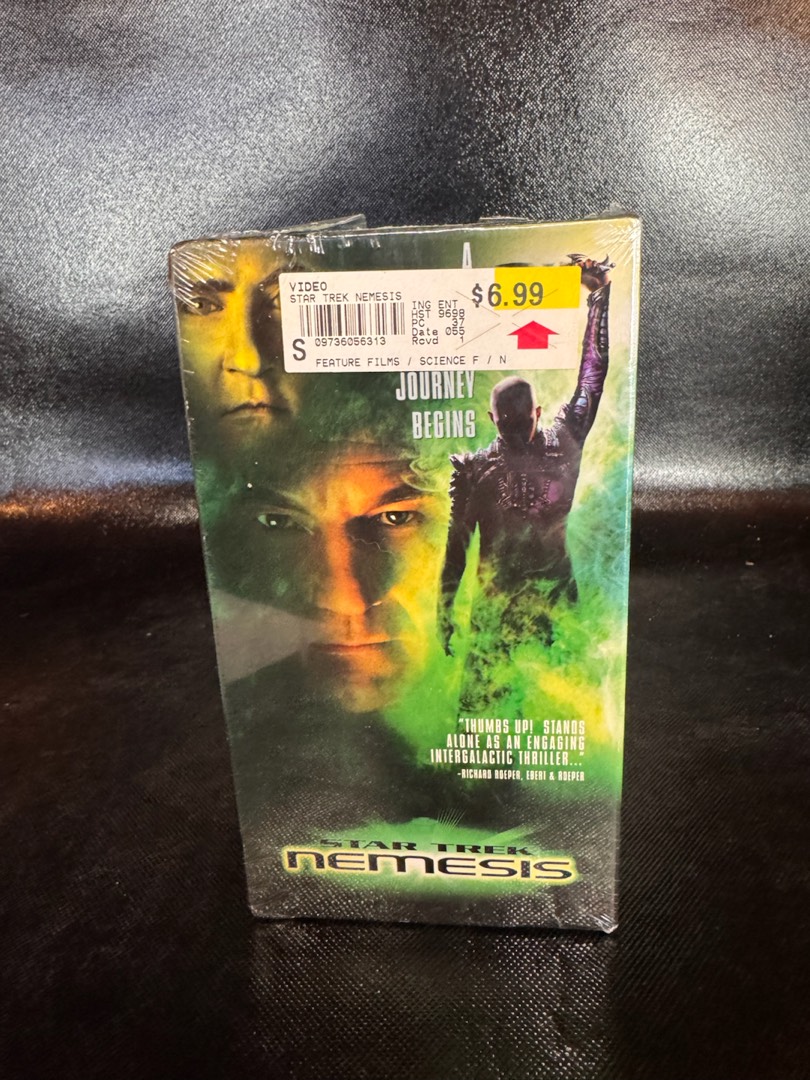 A
VIDEO
STAR TREK NEMESIS
ING ENT
HST 9698
PC 37
Date 055
Rcvd 1
$6.99
S
09736056313
FEATURE FILMS / SCIENCE F / N
JOURNEY
BEGINS
"THUMBS UP! STANDS
ALONE AS AN ENGAGING
INTERGALACTIC THRILLER..."
-RICHARD ROEPER, EBERT & ROEPER
STAR TREK
NEMESIS